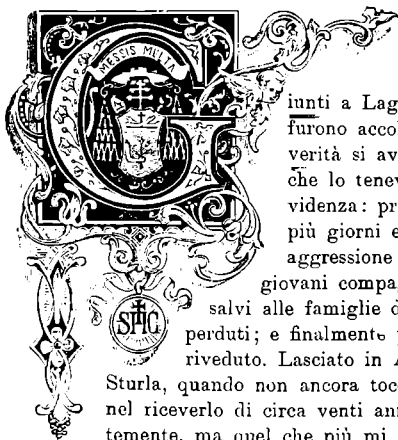 MESSIS MULTA
G
iunti a Lag
furono accol
verità si av
che lo tenev
videnza: pr
più giorni e
aggressione
giovani compa
salvi alle famiglie d
perduti; e finalmente
riveduto. Lasciato in A
Sturla, quando non ancora tocc
nel riceverlo di circa venti ann
temente, ma quel che più mi